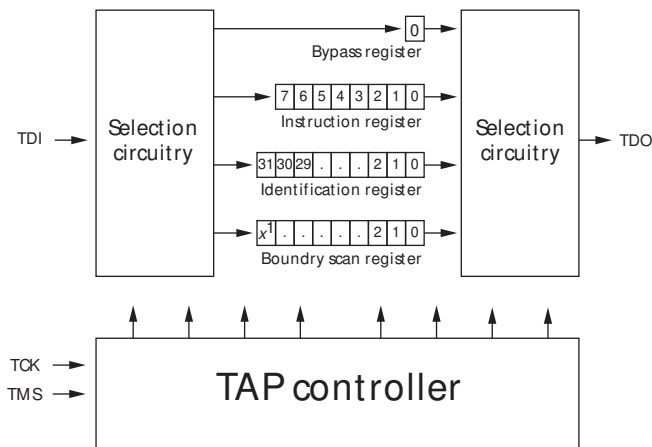 0
Bypass register
7 6 5 4 3 2 1 0
Instruction register
Selection circuitry
Selection circuitry
TDI
TDO
31 30 29 . . . 2 1 0
Identification register
x1 . . . . . 2 1 0
Boundry scan register
TCK
TMS
TAP controller